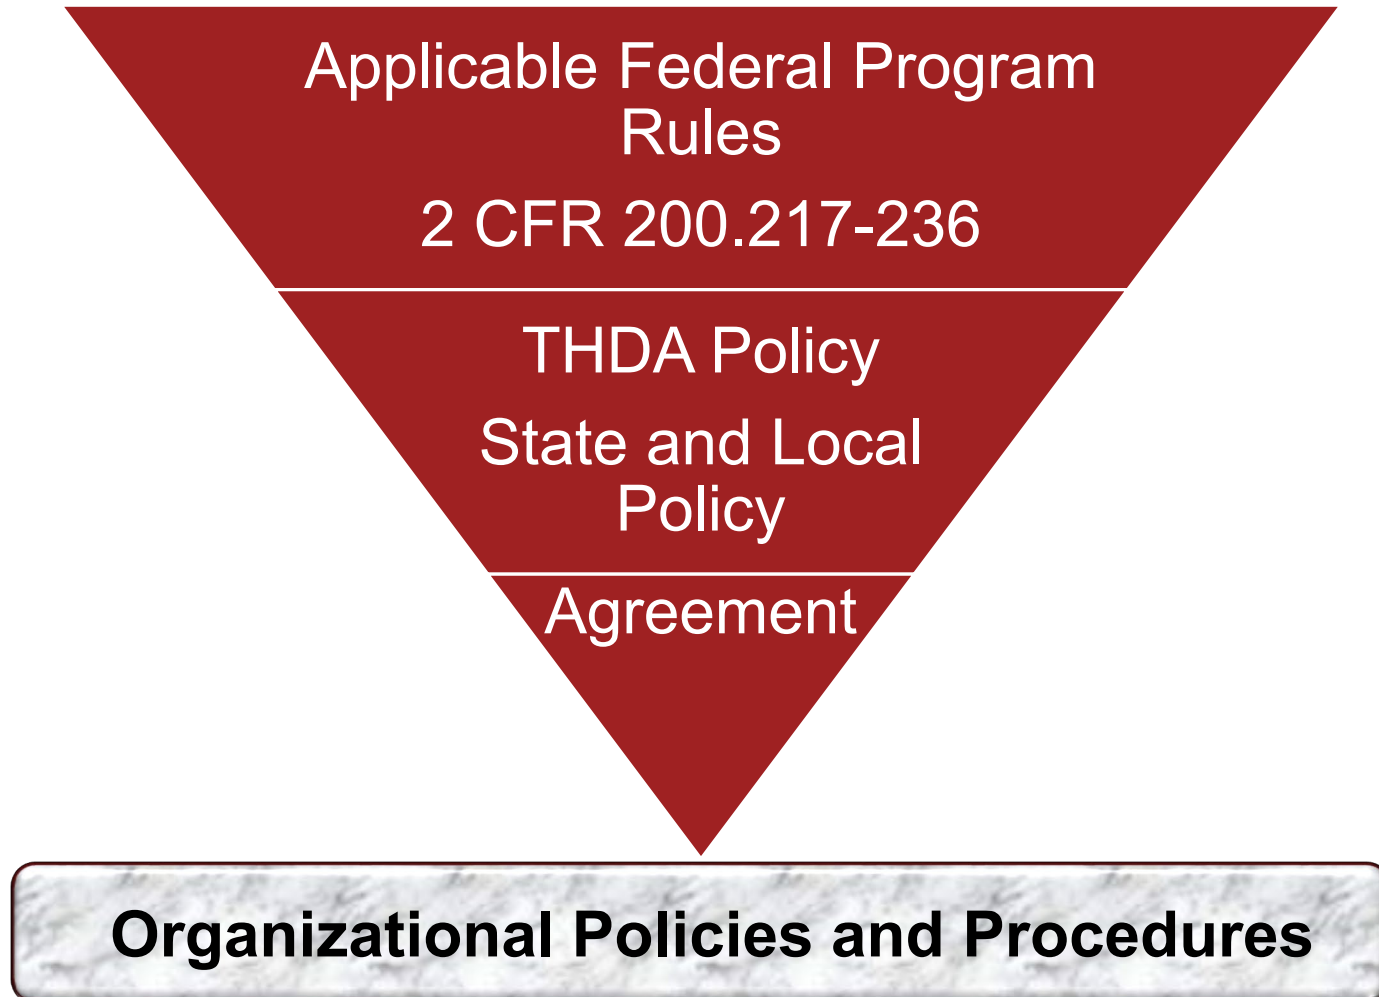 Applicable Federal Program
Rules
2 CFR 200.217-236
THDA Policy
State and Local
Policy
Agreement
Organizational Policies and Procedures